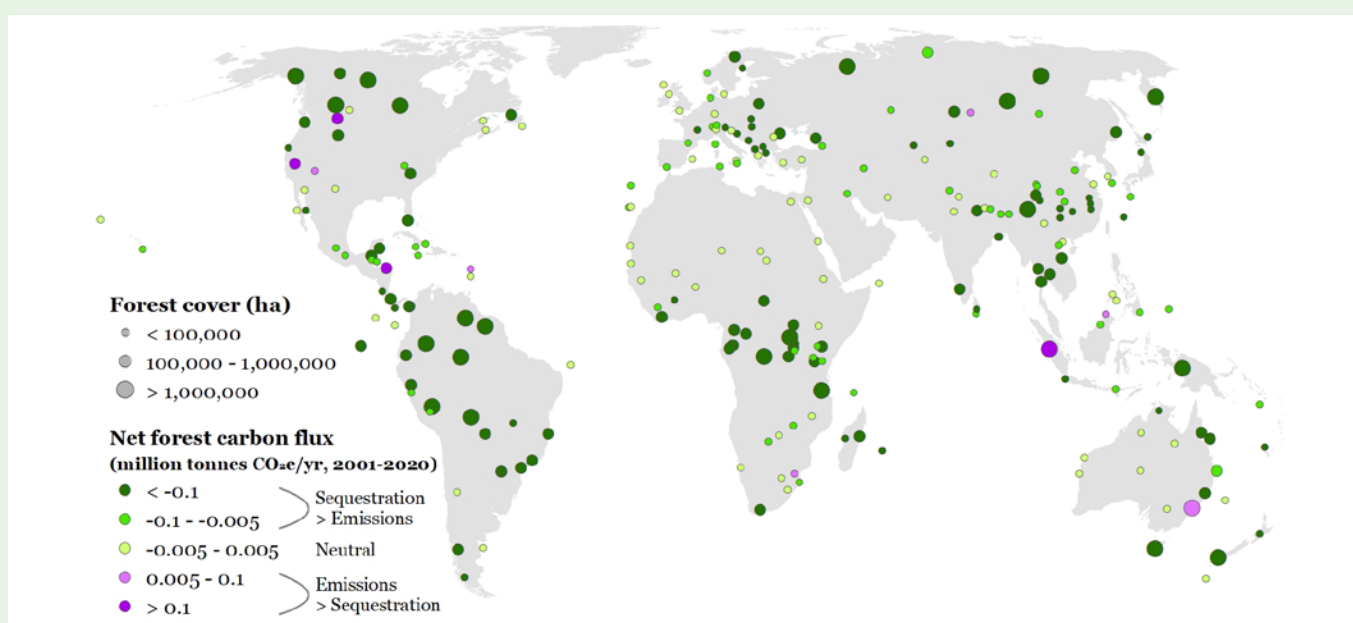 Forest cover (ha)
< 100,000
100,000 - 1,000,000
> 1,000,000
Net forest carbon flux
(million tonnes CO₂e/yr, 2001-2020)
< -0.1
-0.1 - -0.005
Sequestration
> Emissions
-0.005 - 0.005
Neutral
0.005 - 0.1
> 0.1
Emissions
> Sequestration